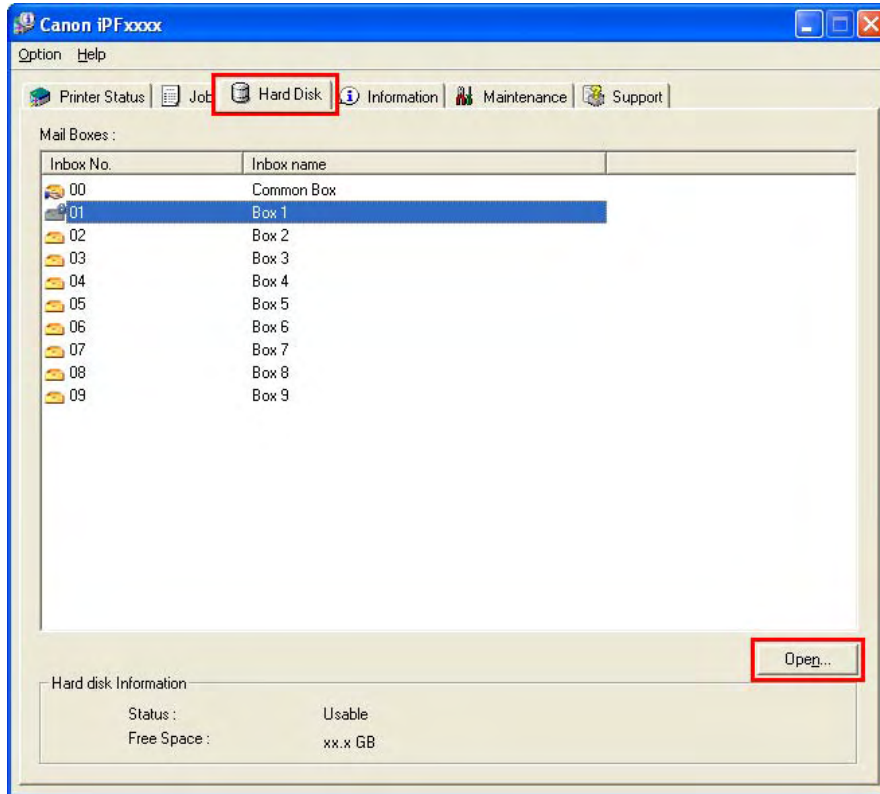 Canon iPFxxxx
Option Help
Printer Status Job Hard Disk Information Maintenance Support
Mail Boxes :
Inbox No. Inbox name
00 Common Box
01 Box 1
02 Box 2
03 Box 3
04 Box 4
05 Box 5
06 Box 6
07 Box 7
08 Box 8
09 Box 9
Open...
Hard disk Information
Status : Usable
Free Space : xx.x GB